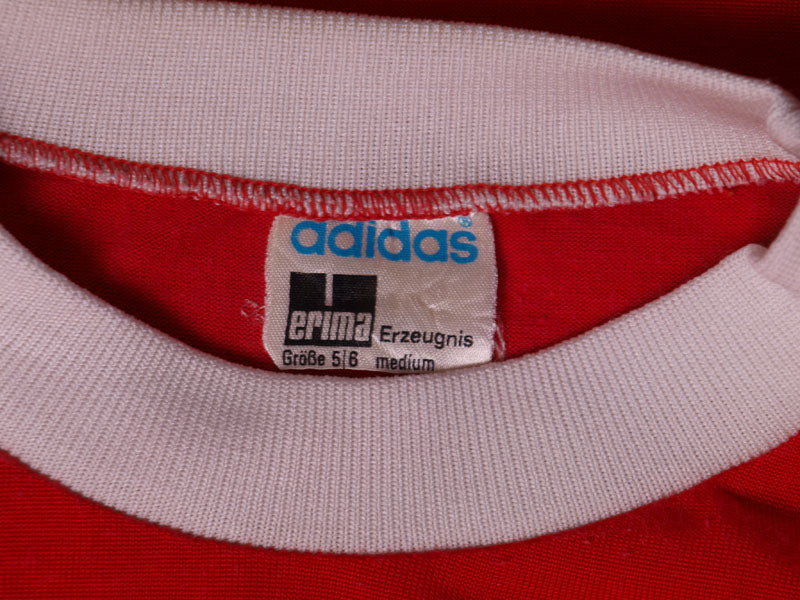 adidas®
erima Erzeugnis
Größe 5|6 medium